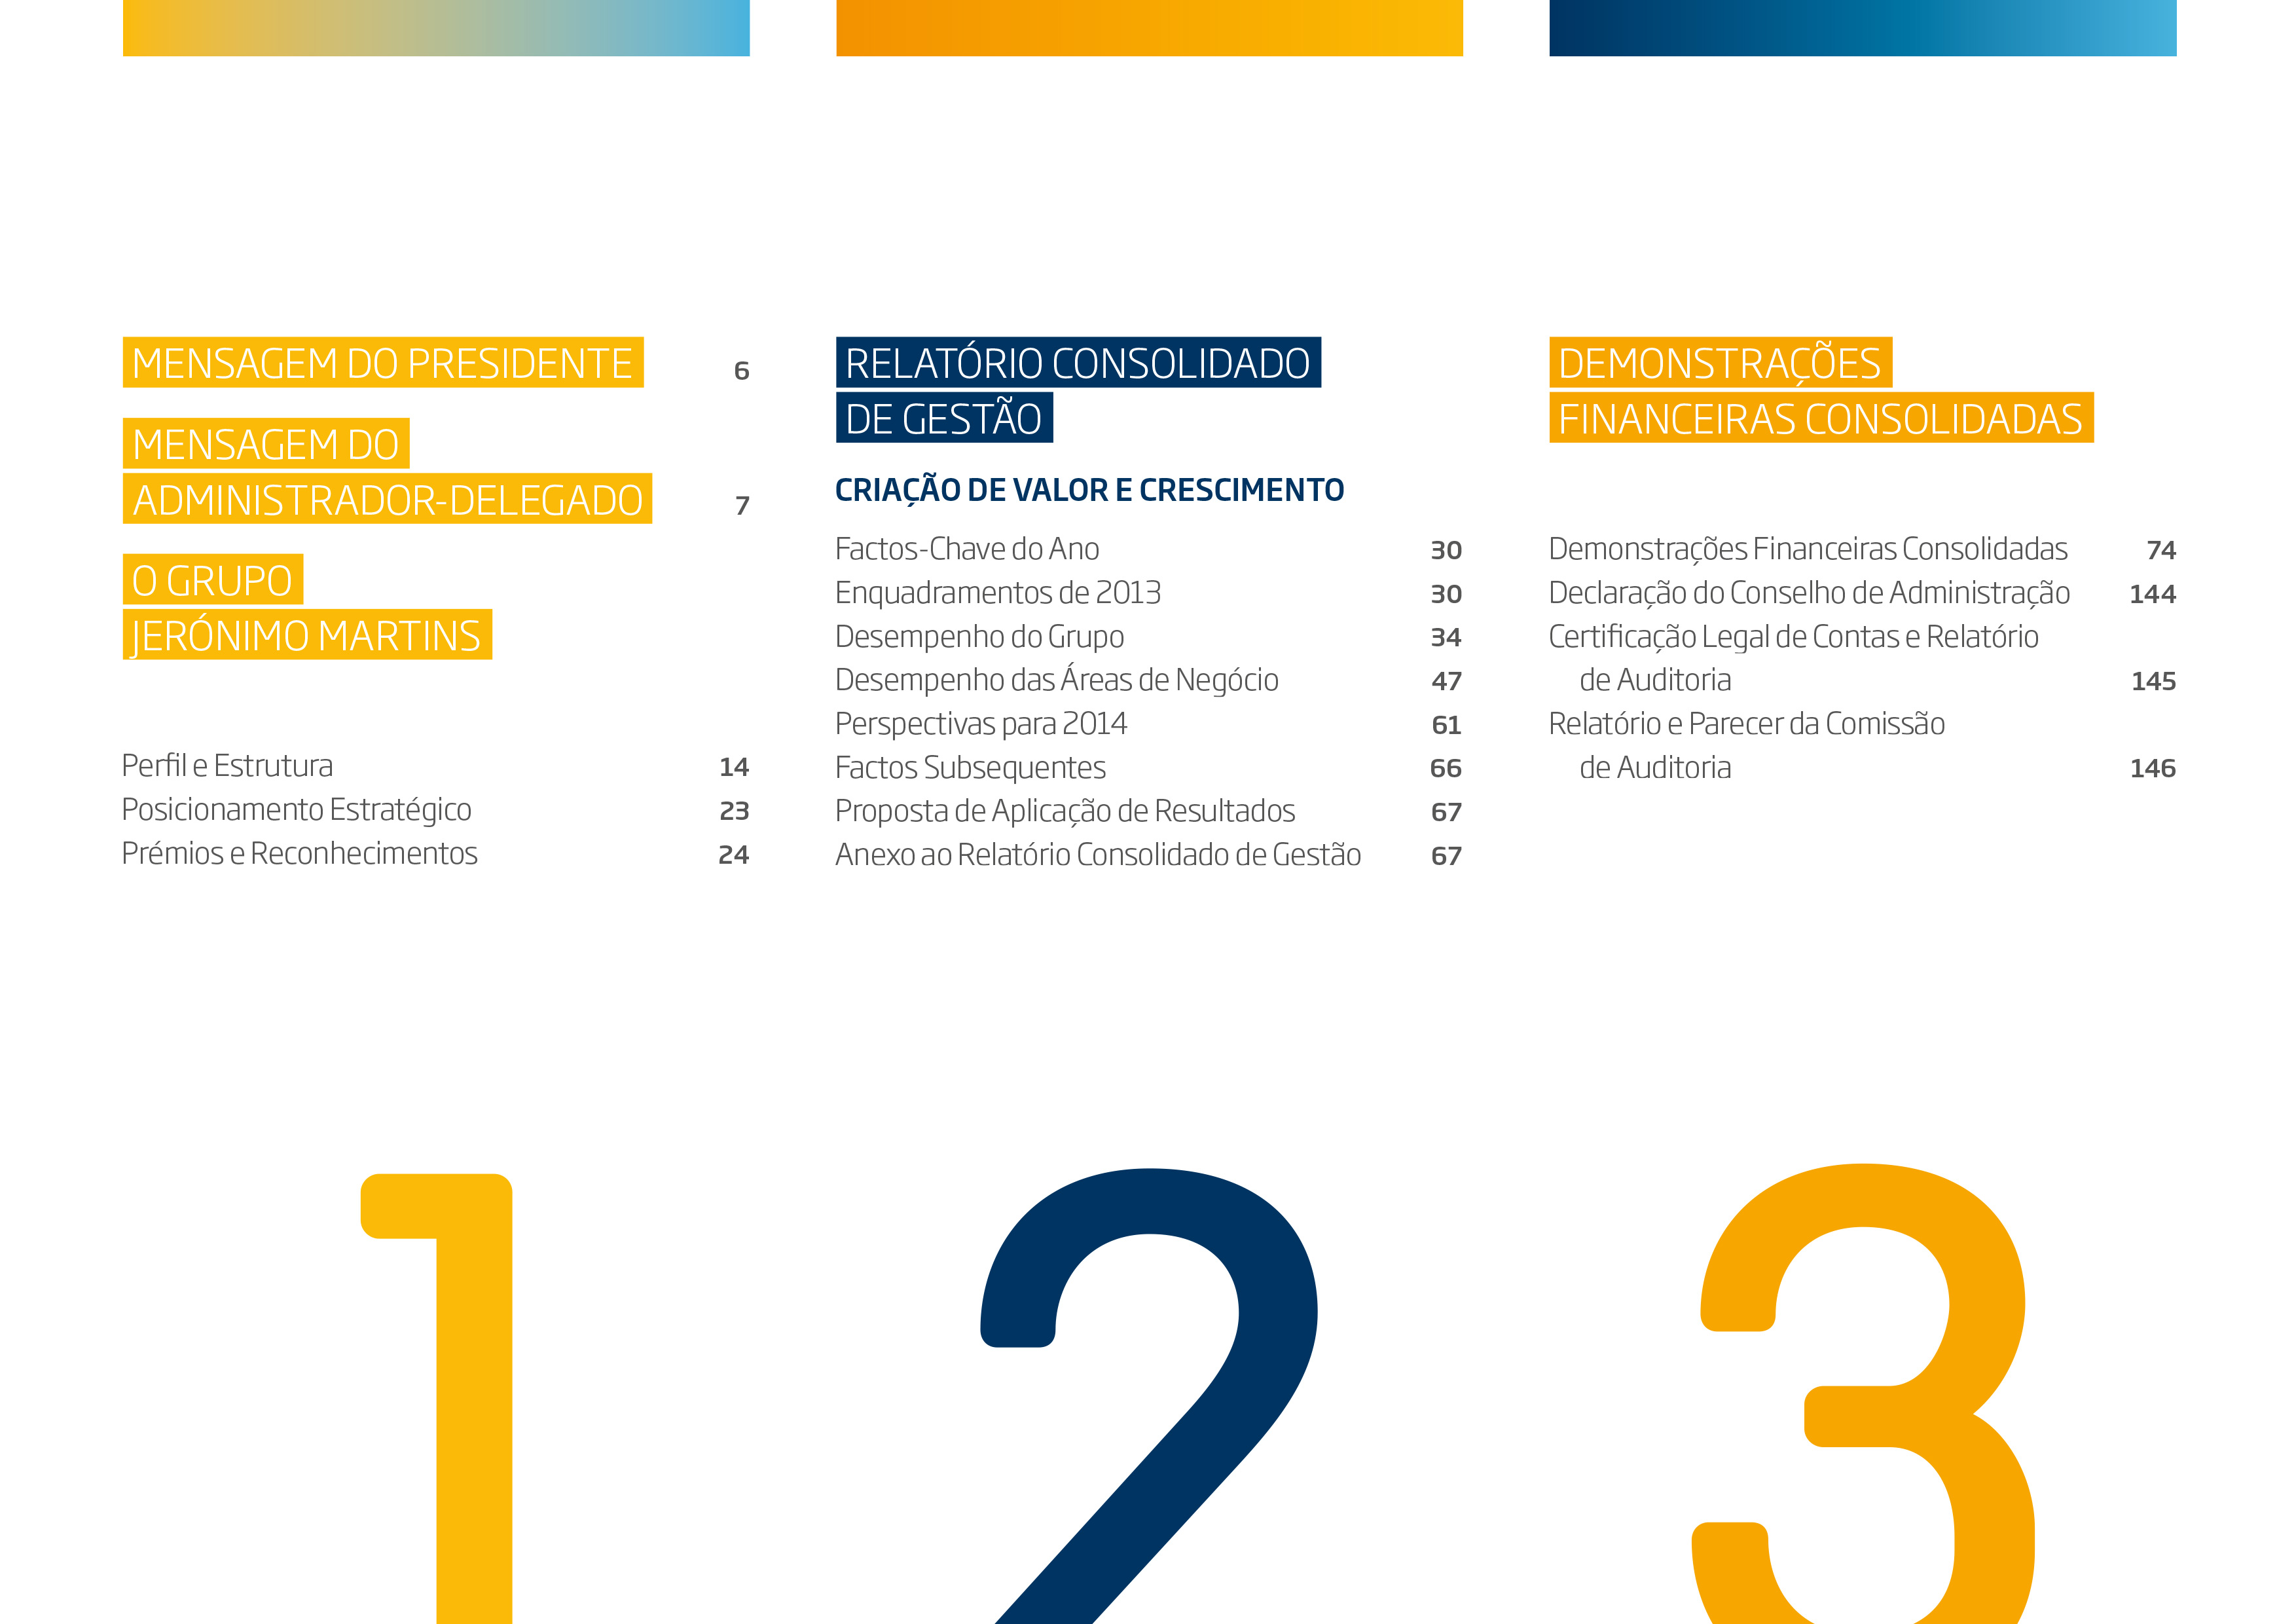 MENSAGEM DO PRESIDENTE 6
MENSAGEM DO
ADMINISTRADOR-DELEGADO 7
O GRUPO
JERÓNIMO MARTINS
Perfil e Estrutura 14
Posicionamento Estratégico 23
Prémios e Reconhecimentos 24
1
RELATÓRIO CONSOLIDADO
DE GESTÃO
CRIAÇÃO DE VALOR E CRESCIMENTO
Factos-Chave do Ano 30
Enquadramentos de 2013 30
Desempenho do Grupo 34
Desempenho das Áreas de Negócio 47
Perspectivas para 2014 61
Factos Subsequentes 66
Proposta de Aplicação de Resultados 67
Anexo ao Relatório Consolidado de Gestão 67
2
DEMONSTRAÇÕES
FINANCEIRAS CONSOLIDADAS
Demonstrações Financeiras Consolidadas 74
Declaração do Conselho de Administração 144
Certificação Legal de Contas e Relatório
de Auditoria 145
Relatório e Parecer da Comissão
de Auditoria 146
3